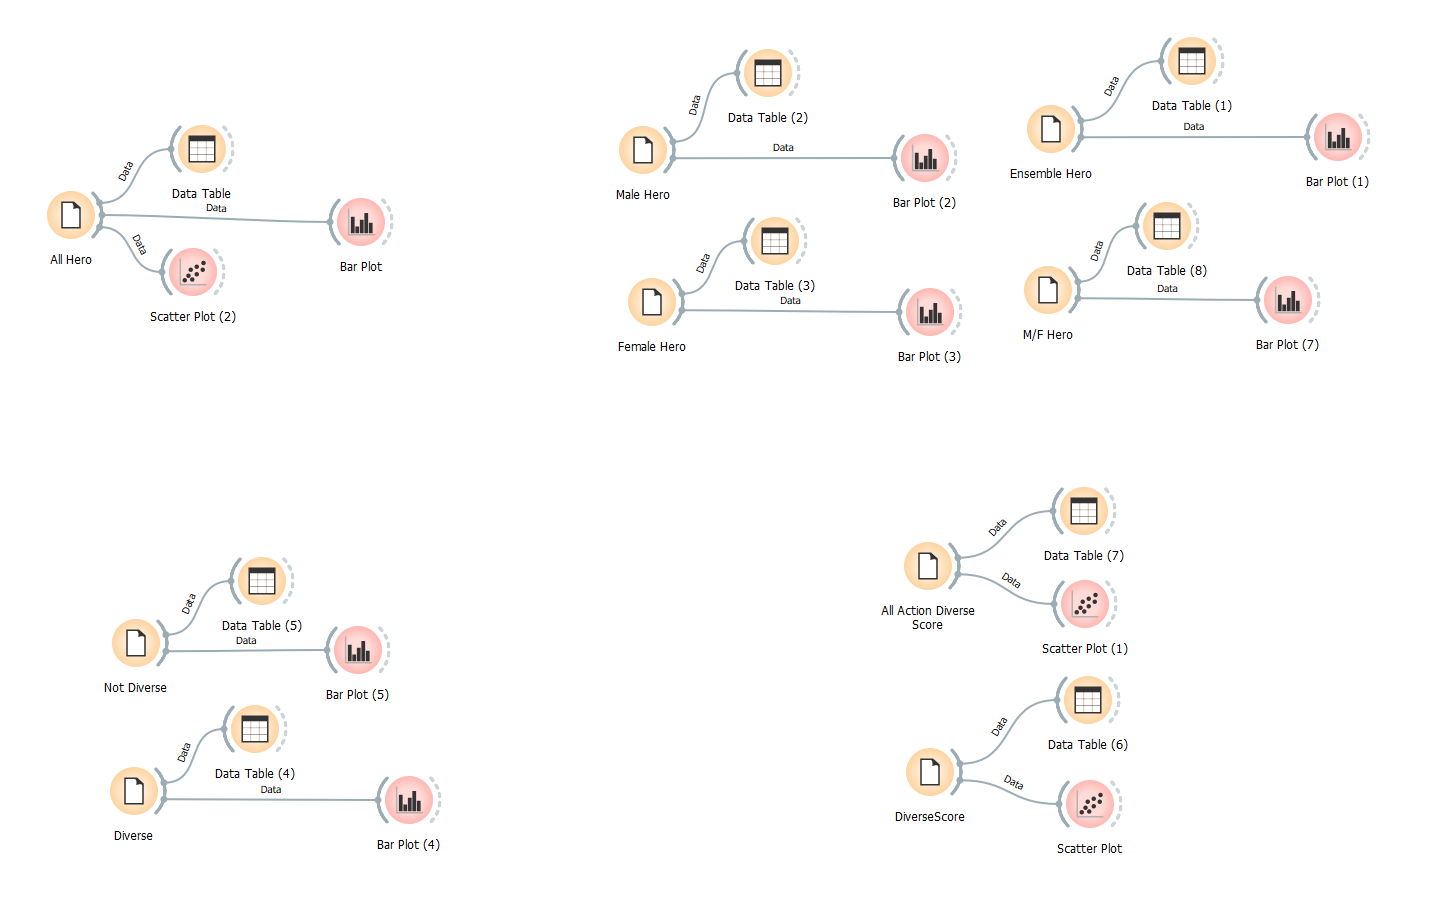 Data
Data Table
Data
All Hero
Bar Plot
Data
Scatter Plot (2)
Data
Data Table (2)
Data
Male Hero
Bar Plot (2)
Data
Data Table (3)
Data
Female Hero
Bar Plot (3)
Data
Data Table (1)
Data
Ensemble Hero
Bar Plot (1)
Data
Data Table (8)
Data
M/F Hero
Bar Plot (7)
Data
Data Table (5)
Data
Not Diverse
Bar Plot (5)
Data
Data Table (4)
Data
Diverse
Bar Plot (4)
Data
Data Table (7)
Data
All Action Diverse
Score
Scatter Plot (1)
Data
Data Table (6)
Data
DiverseScore
Scatter Plot